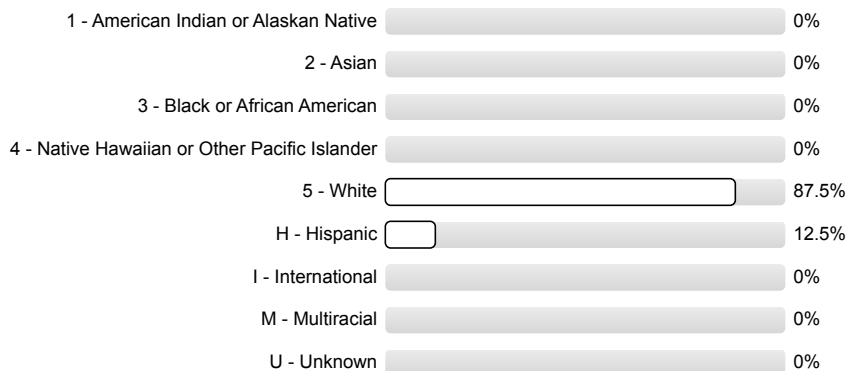 1 - American Indian or Alaskan Native 0%
2 - Asian 0%
3 - Black or African American 0%
4 - Native Hawaiian or Other Pacific Islander 0%
5 - White 87.5%
H - Hispanic 12.5%
I - International 0%
M - Multiracial 0%
U - Unknown 0%